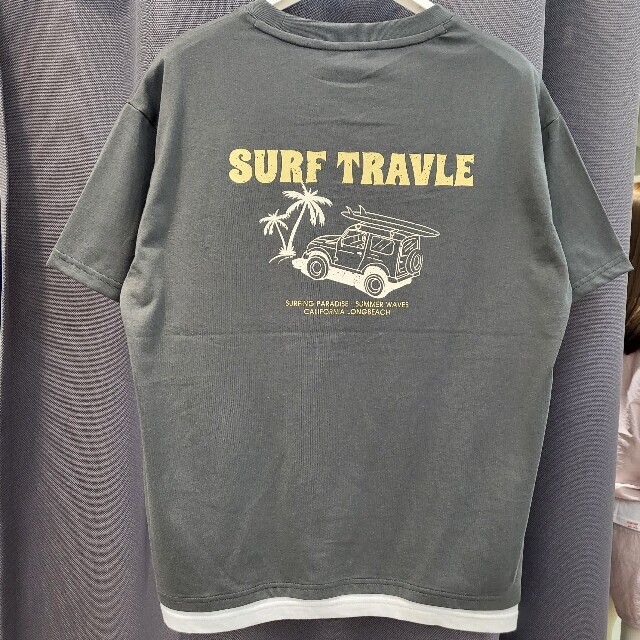 SURF TRAVLE
SURFING PARADISE : SUMMER WAVES
CALIFORNIA LONGBEACH